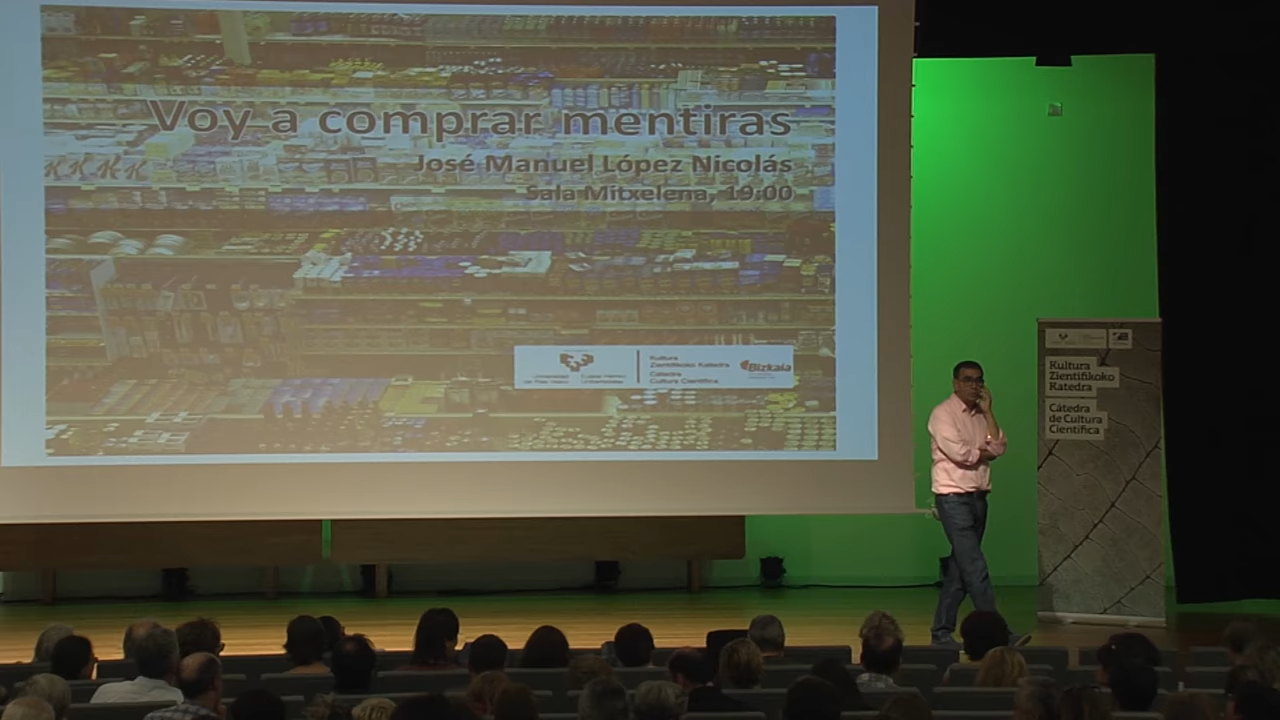 Voy a comprar mentiras
José Manuel López Nicolás
Sala Mitxelena, 19:00
Kultura
Zientifikoko Katedra
Cátedra
Cultura Científica
Bizkaia
Kultura
Zientifikoko
Katedra
Cátedra
de Cultura
Científica